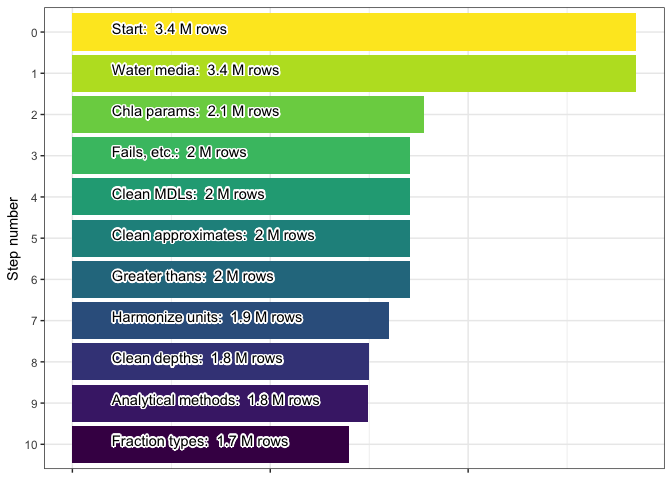 0 Start:  3.4 M rows
1 Water media:  3.4 M rows
2 Chla params:  2.1 M rows
3 Fails, etc.:  2 M rows
4 Clean MDLs:  2 M rows
5 Clean approximates:  2 M rows
6 Greater thans:  2 M rows
7 Harmonize units:  1.9 M rows
8 Clean depths:  1.8 M rows
9 Analytical methods:  1.8 M rows
10 Fraction types:  1.7 M rows
Step number